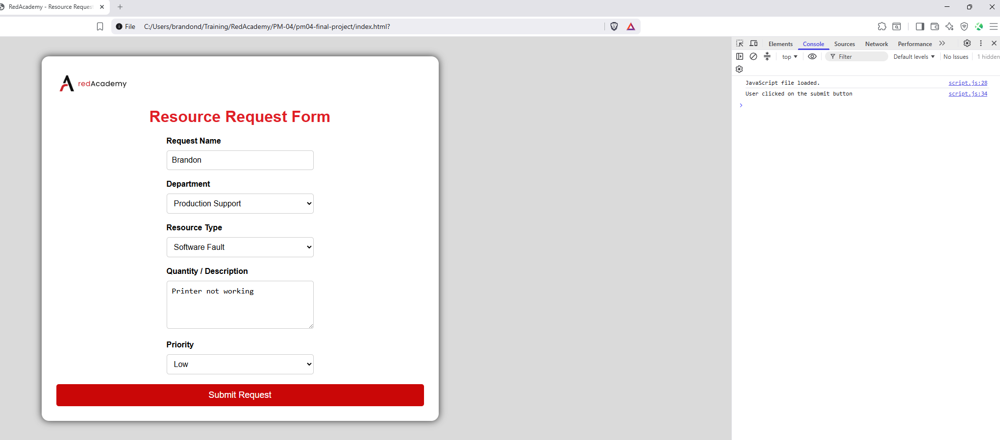 RedAcademy - Resource Request
File C:/Users/brandond/Training/RedAcademy/PM-04/pm04-final-project/index.html?
Elements Console Sources Network Performance
top Filter Default levels No Issues 1 hidden
JavaScript file loaded. script.js:28
User clicked on the submit button script.js:34
redAcademy
Resource Request Form
Request Name
Brandon
Department
Production Support
Resource Type
Software Fault
Quantity / Description
Printer not working
Priority
Low
Submit Request